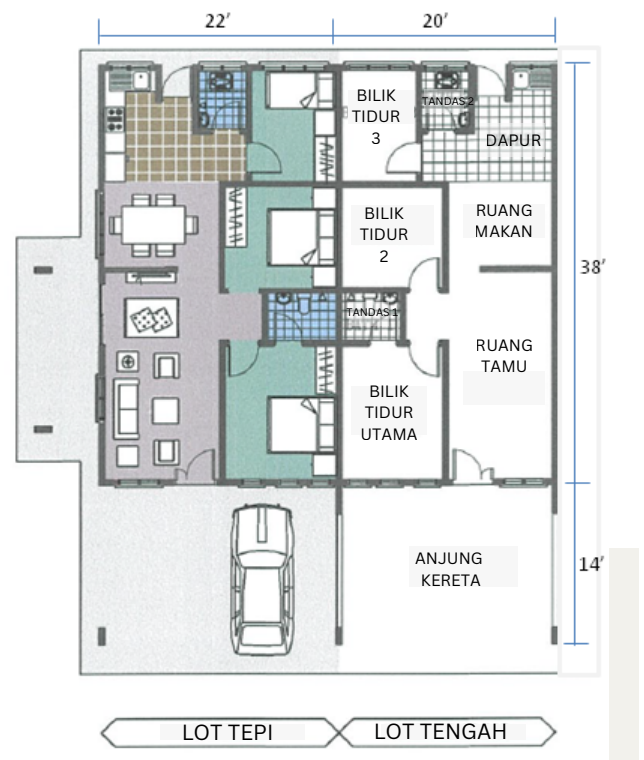 22′
20′
BILIK
TIDUR
3
TANDAS 2
DAPUR
BILIK
TIDUR
2
RUANG
MAKAN
38′
TANDAS 1
RUANG
TAMU
BILIK
TIDUR
UTAMA
ANJUNG
KERETA
14′
LOT TEPI
LOT TENGAH